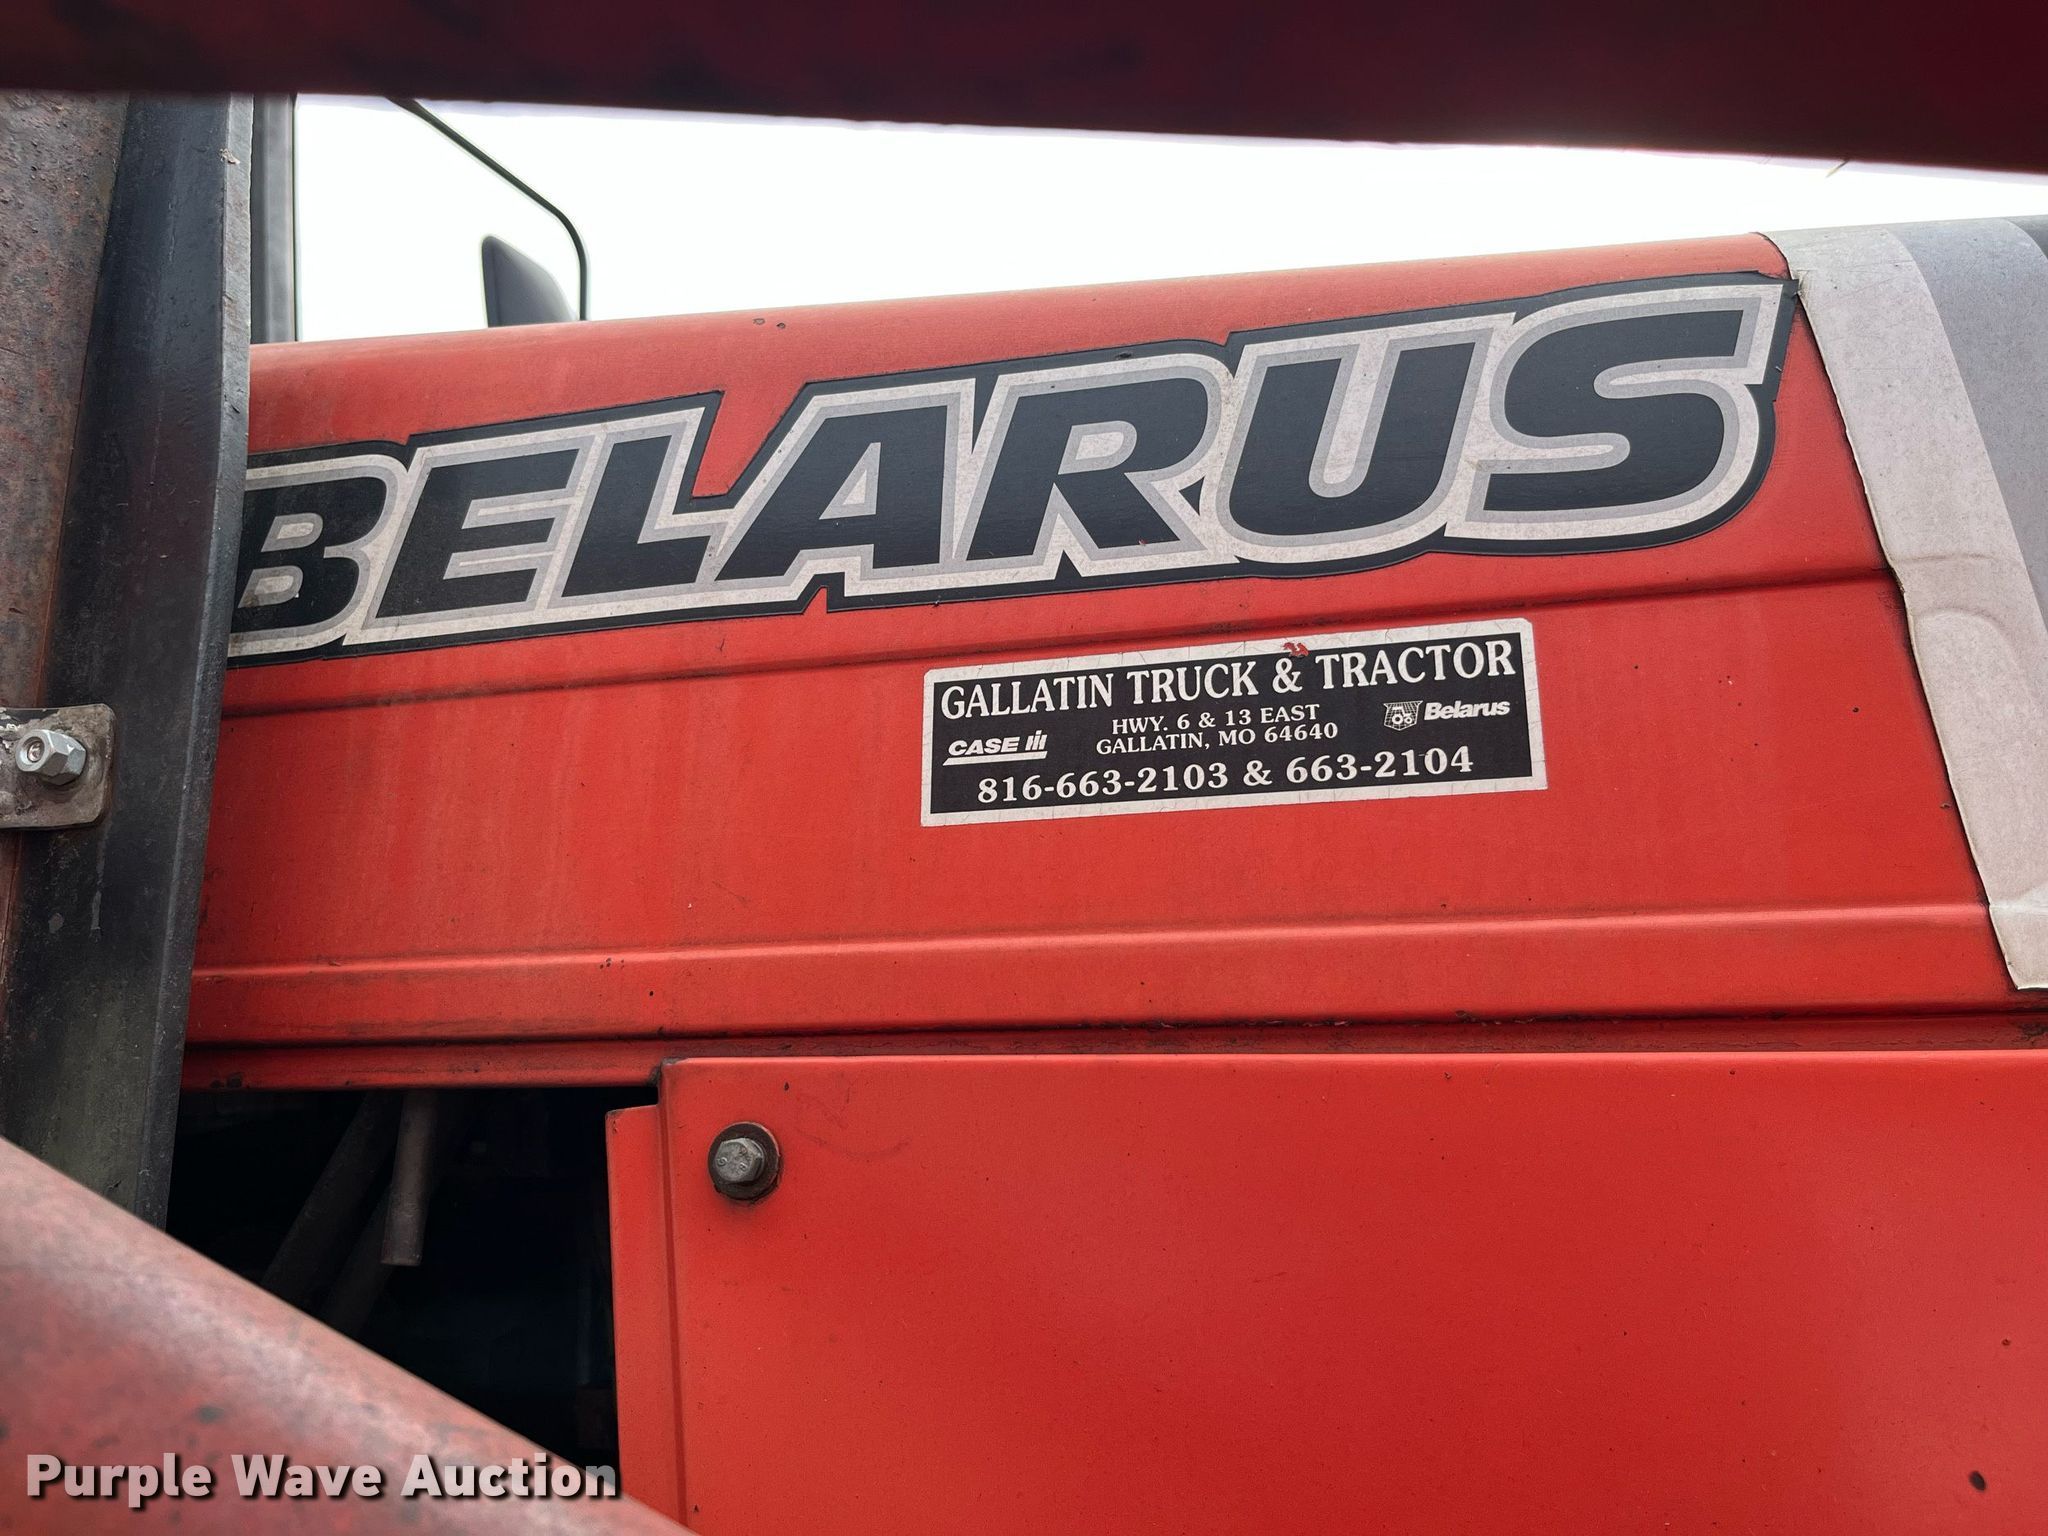 BELARUS
GALLATIN TRUCK & TRACTOR
HWY. 6 & 13 EAST
Belarus
CASE IH
GALLATIN, MO 64640
816-663-2103 & 663-2104
Purple Wave Auction